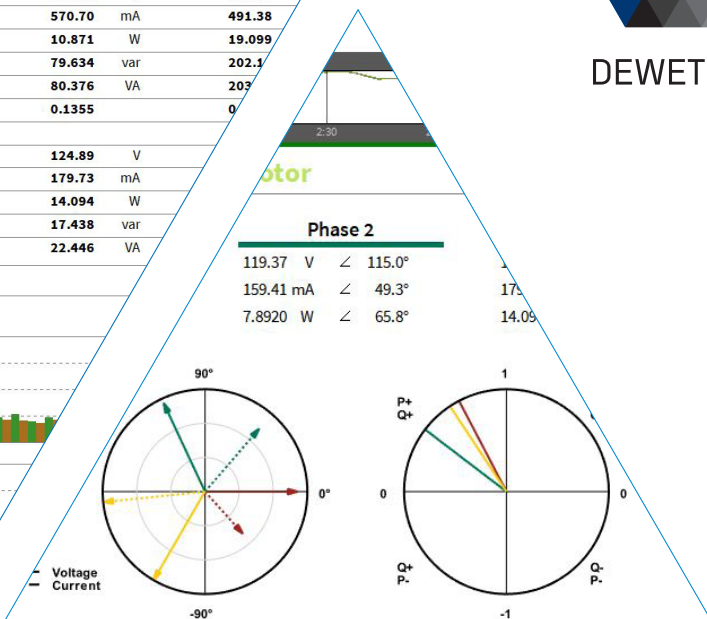 570.70 mA 491.38
10.871 W 19.099
DEWET
79.634 var 202.1
80.376 VA 203
0.1355 0
2:30
124.89 V
179.73 mA
14.094 W
17.438 var
22.446 VA
otor
Phase 2
119.37 V ∠ 115.0°
159.41 mA ∠ 49.3° 17
7.8920 W ∠ 65.8° 14.09
90°
0°
-90°
Voltage
Current
1
P+
Q+
0 0
Q+
P-
Q-
P-
-1